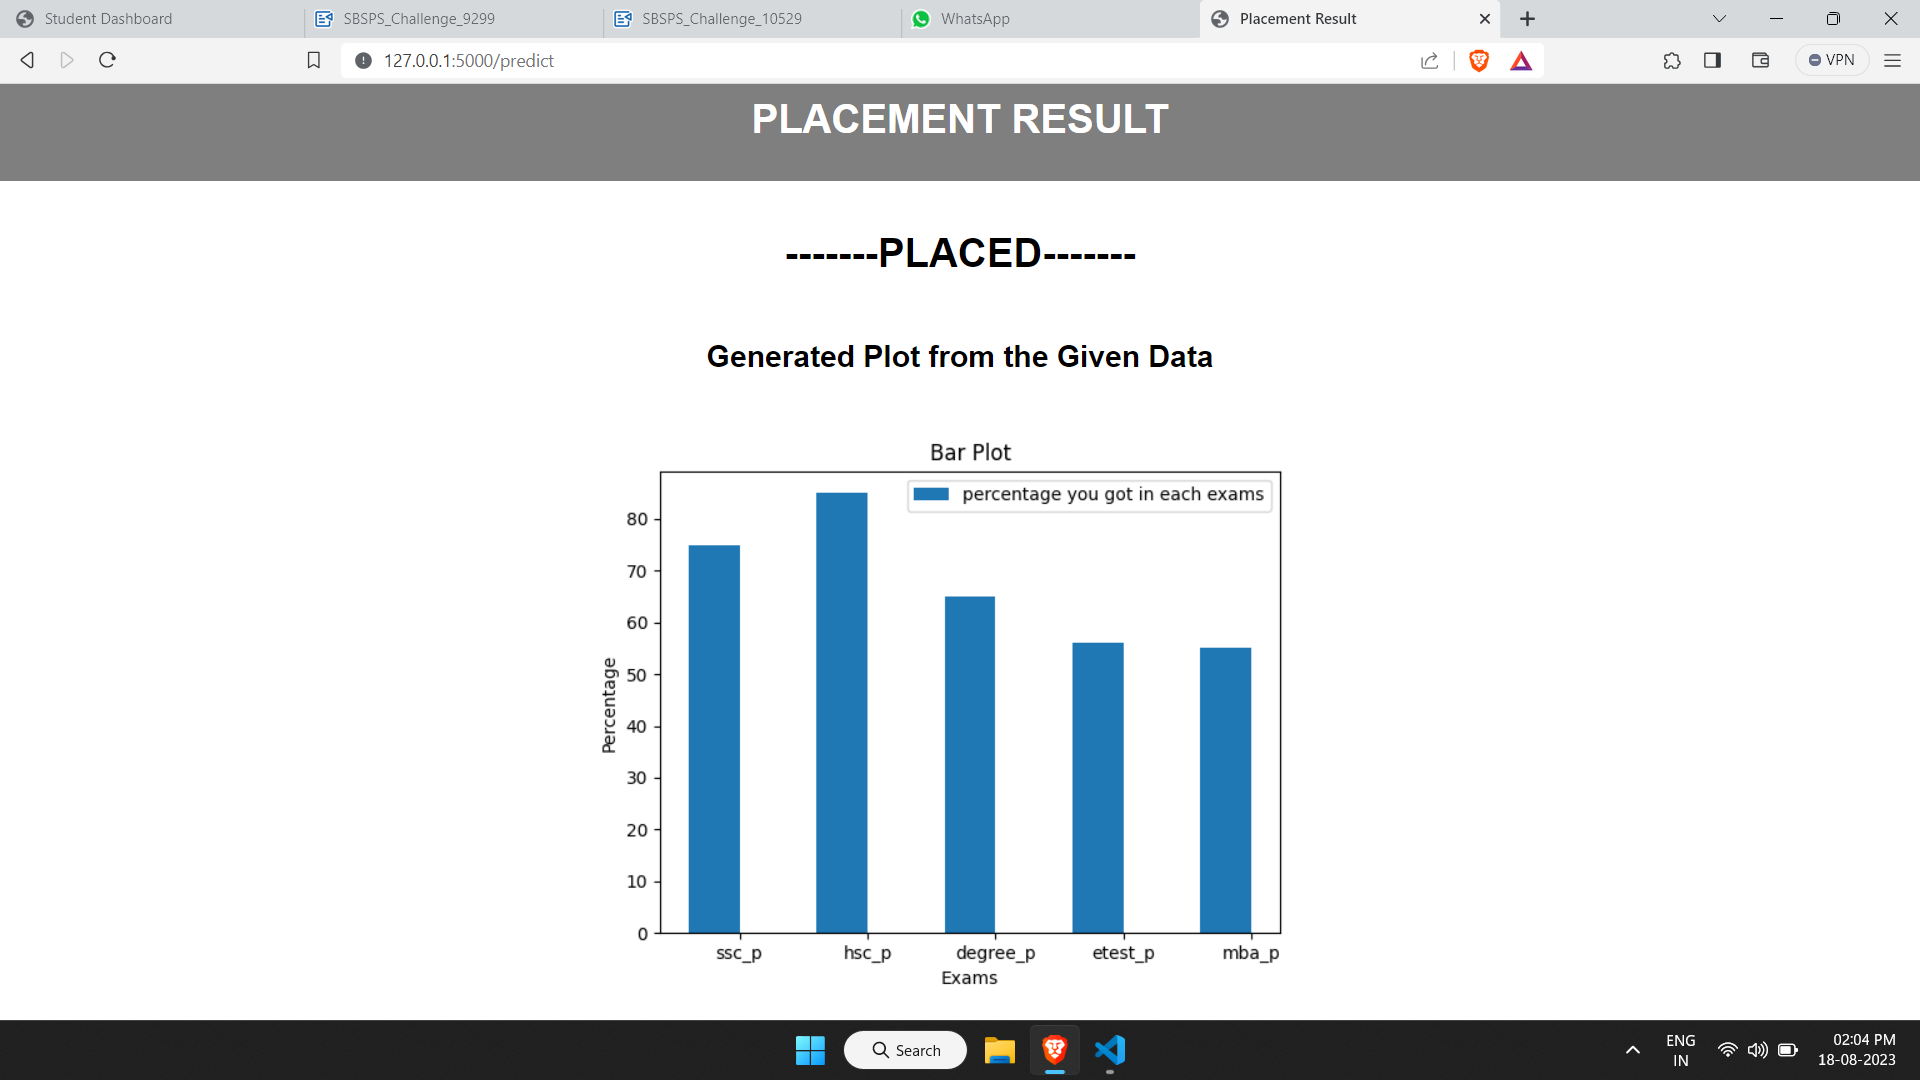 Student Dashboard
SBSPS_Challenge_9299
SBSPS_Challenge_10529
WhatsApp
Placement Result
127.0.0.1:5000/predict
VPN
PLACEMENT RESULT
-------PLACED-------
Generated Plot from the Given Data
Bar Plot
percentage you got in each exams
80
70
60
50
40
30
20
10
0
Percentage
ssc_p hsc_p degree_p etest_p mba_p
Exams
Search
ENG
IN
02:04 PM
18-08-2023